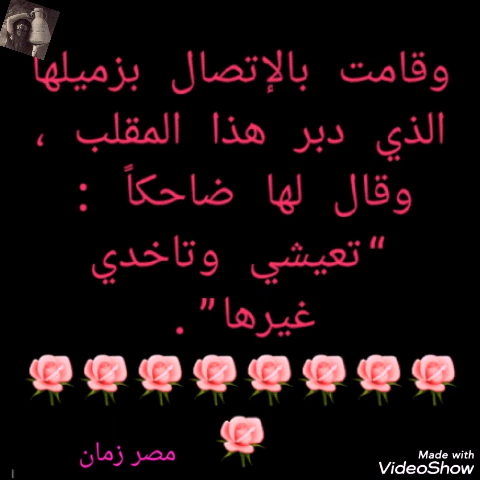 وقامت بالإتصال بزميلها
الذي دبر هذا المقلب ،
وقال لها ضاحكاً :
“تعيشي وتاخدي
غيرها” .
مصر زمان
Made with
VideoShow